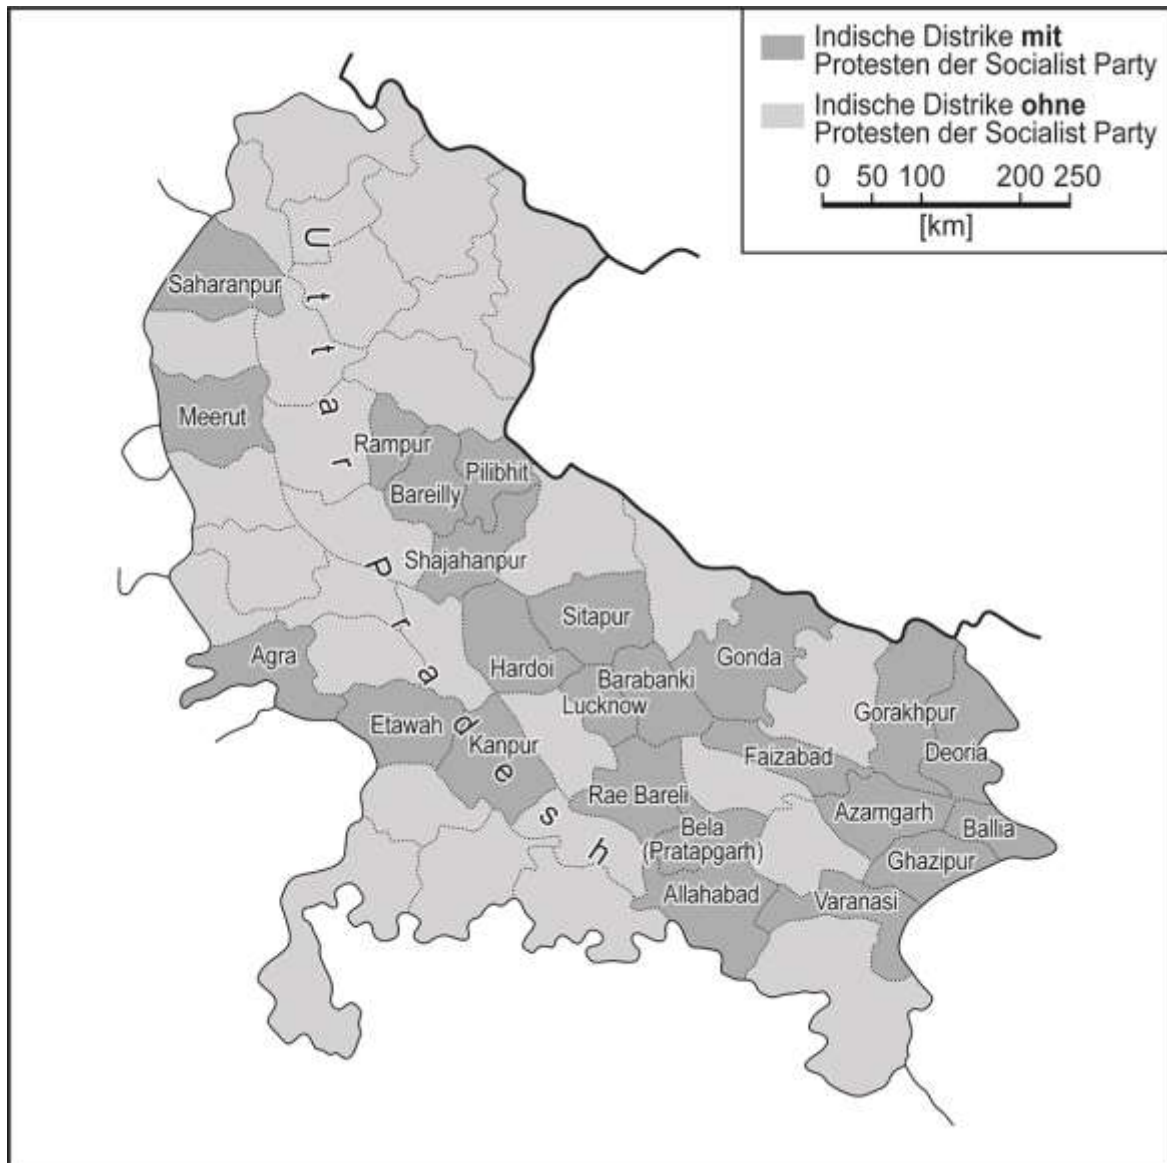 Indische Distrike mit
Protesten der Socialist Party
Indische Distrike ohne
Protesten der Socialist Party
0 50 100 200 250
[km]
Uttar Pradesh
Saharanpur
Meerut
Rampur
Pilibhit
Bareilly
Shajahanpur
Sitapur
Agra
Hardoi
Barabanki
Gonda
Lucknow
Etawah
Kanpur
Gorakhpur
Deoria
Faizabad
Rae Bareli
Azamgarh
Bela
(Pratapgarh)
Ballia
Ghazipur
Allahabad
Varanasi